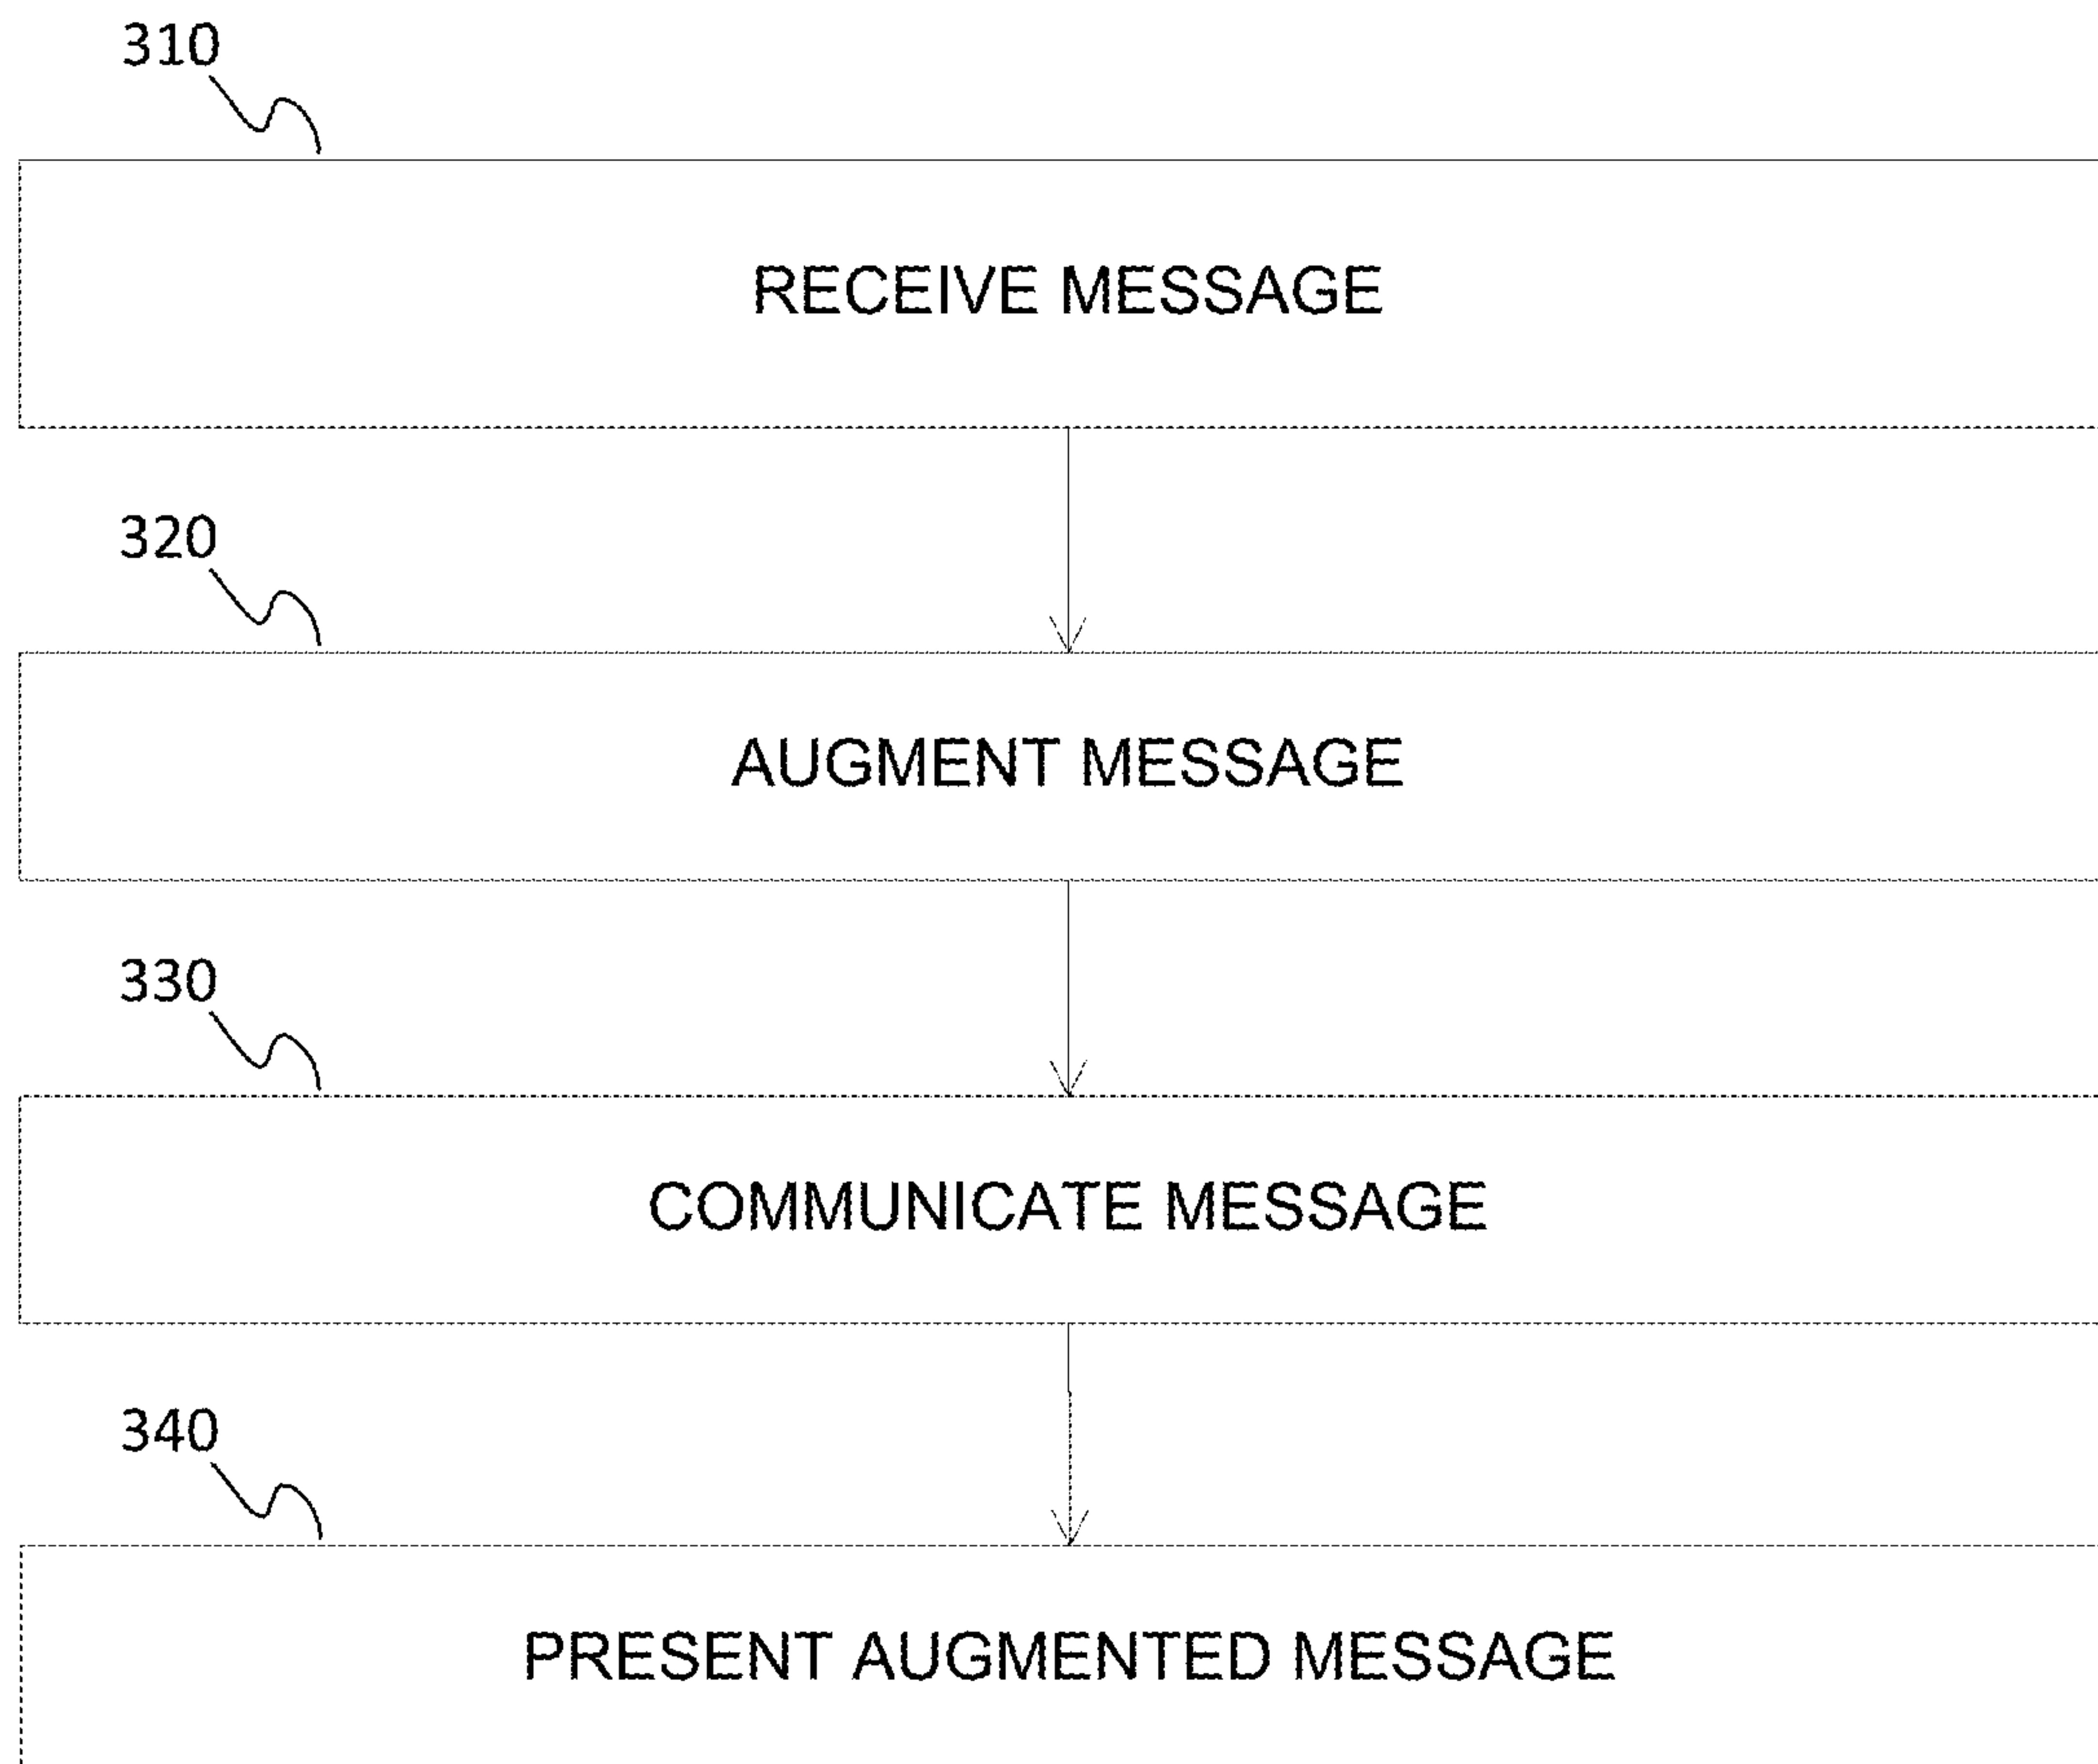 310
RECEIVE MESSAGE
320
AUGMENT MESSAGE
330
COMMUNICATE MESSAGE
340
PRESENT AUGMENTED MESSAGE